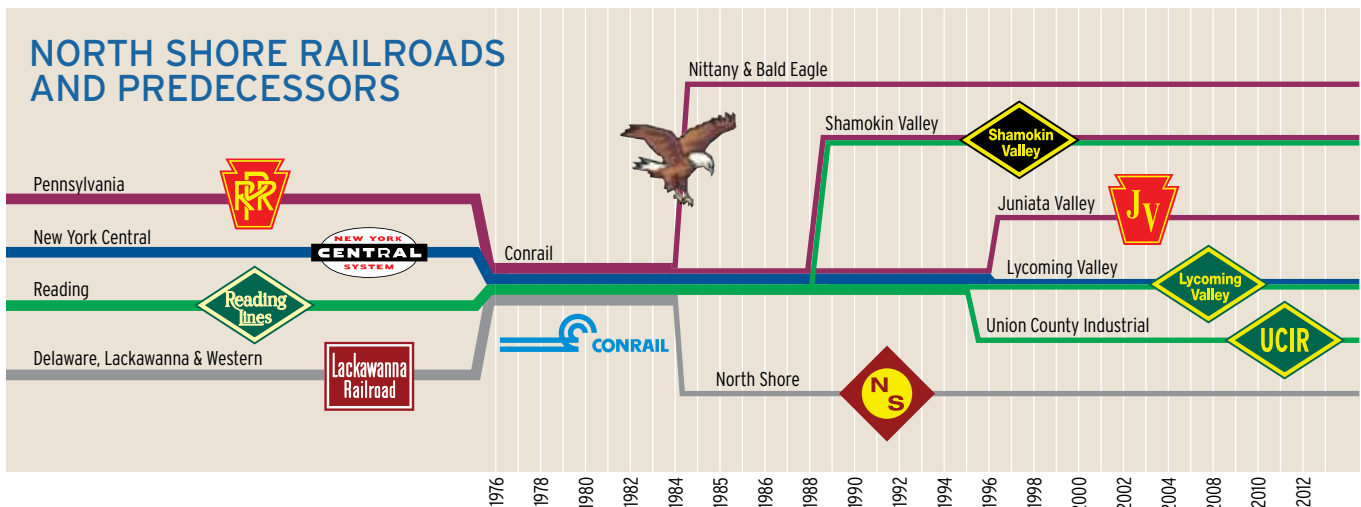 NORTH SHORE RAILROADS
AND PREDECESSORS
Nittany & Bald Eagle
Shamokin Valley
Shamokin
Valley
Pennsylvania
PRR
Juniata Valley
JV
New York Central
NEW YORK
CENTRAL
SYSTEM
Conrail
Lycoming Valley
Lycoming
Valley
Reading
Reading
Lines
CONRAIL
Union County Industrial
UCIR
Delaware, Lackawanna & Western
Lackawanna
Railroad
North Shore
N
S
1976
1978
1980
1982
1984
1985
1986
1988
1990
1992
1994
1996
1998
2000
2002
2004
2008
2010
2012